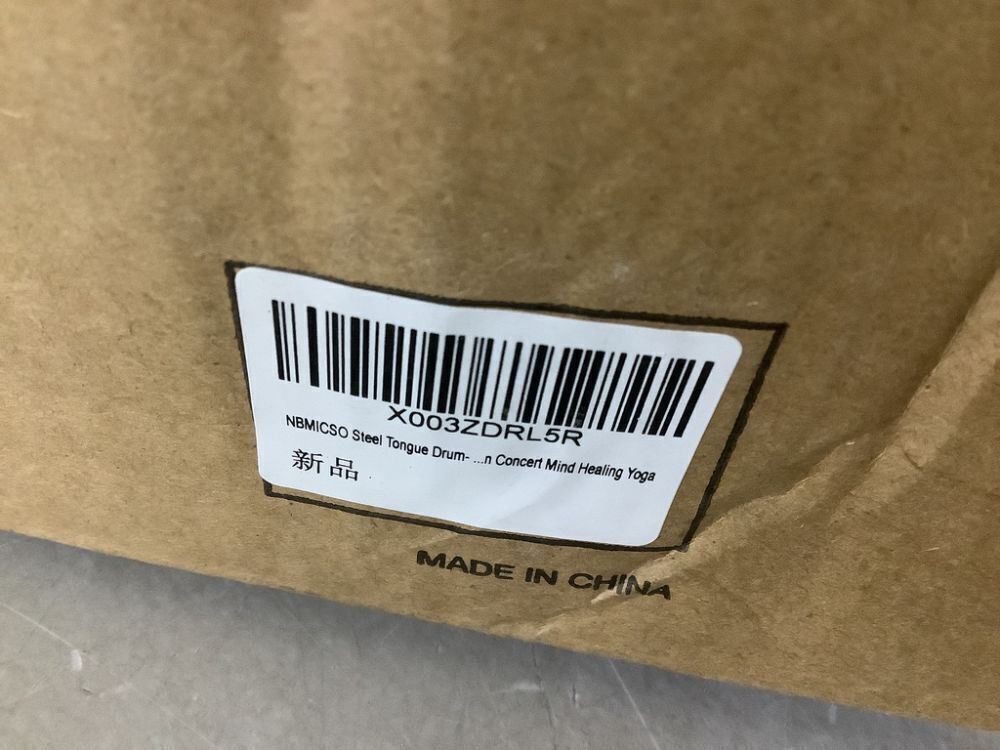 X003ZDRL5R
NBMICSO Steel Tongue Drum- ...n Concert Mind Healing Yoga
新品
MADE IN CHINA